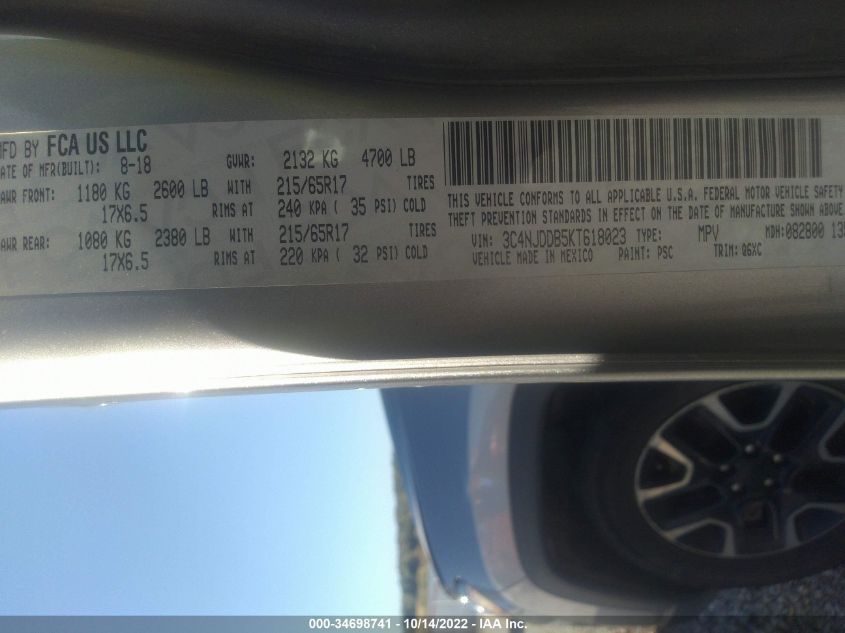 MFD BY FCA US LLC
DATE OF MFR(BUILT): 8-18 GVWR: 2132 KG 4700 LB
GAWR FRONT: 1180 KG 2600 LB WITH 215/65R17 TIRES
17X6.5 RIMS AT 240 KPA ( 35 PSI) COLD
GAWR REAR: 1080 KG 2380 LB WITH 215/65R17 TIRES
17X6.5 RIMS AT 220 KPA ( 32 PSI) COLD
THIS VEHICLE CONFORMS TO ALL APPLICABLE U.S.A. FEDERAL MOTOR VEHICLE SAFETY
THEFT PREVENTION STANDARDS IN EFFECT ON THE DATE OF MANUFACTURE SHOWN ABOVE
VIN: 3C4NJDDB5KT618023 TYPE: MPV MDH: 082800
VEHICLE MADE IN MEXICO PAINT: PSC TRIM: Q6XC
000-34698741 - 10/14/2022 - IAA Inc.